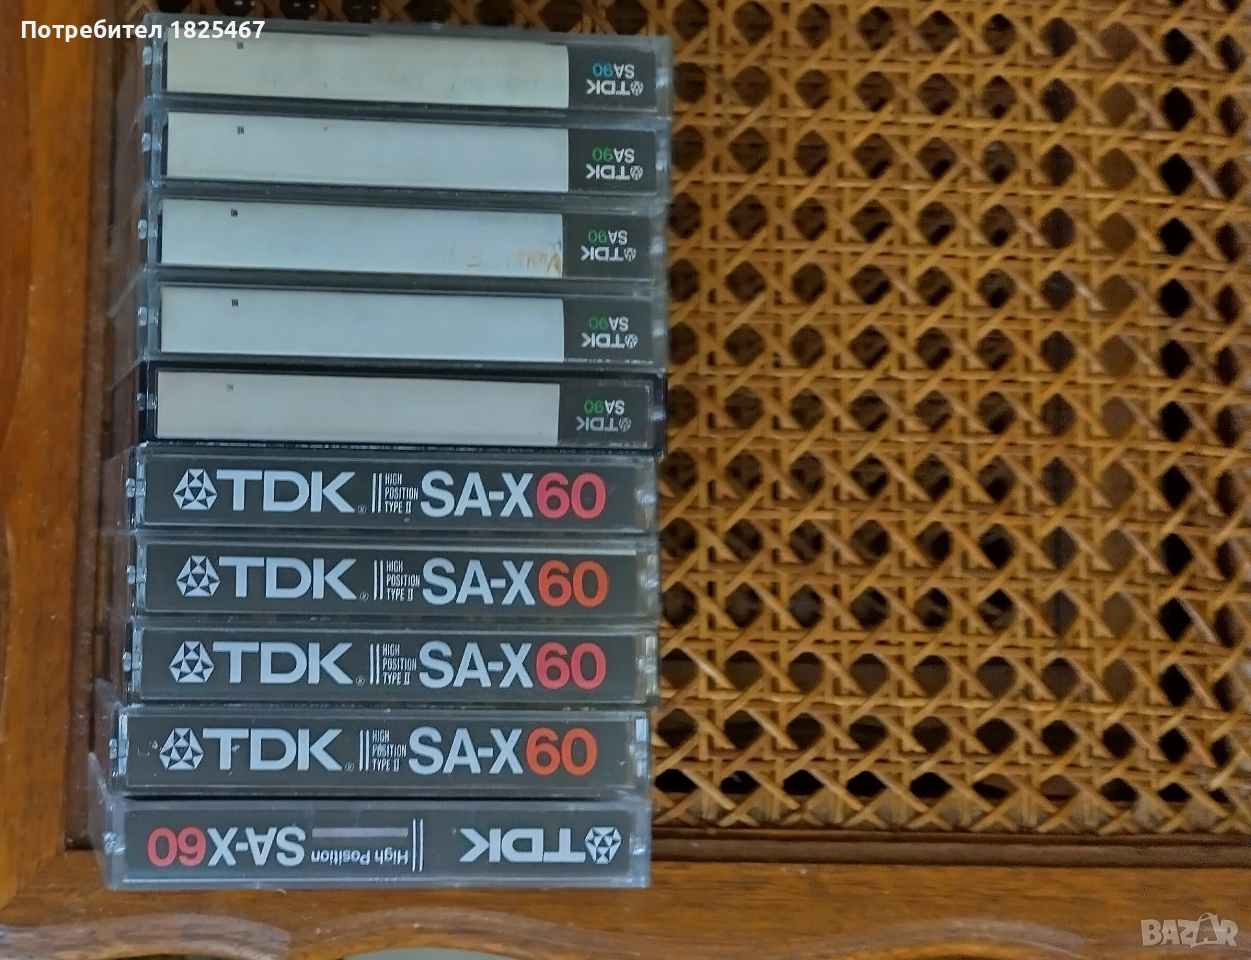 Потребител 1825467
TDK
SA90
TDK
SA90
TDK
SA90
TDK
SA90
TDK
SA90
TDK HIGH POSITION TYPE II SA-X60
TDK HIGH POSITION TYPE II SA-X60
TDK HIGH POSITION TYPE II SA-X60
TDK HIGH POSITION TYPE II SA-X60
TDK High Position SA-X60
BAZAR